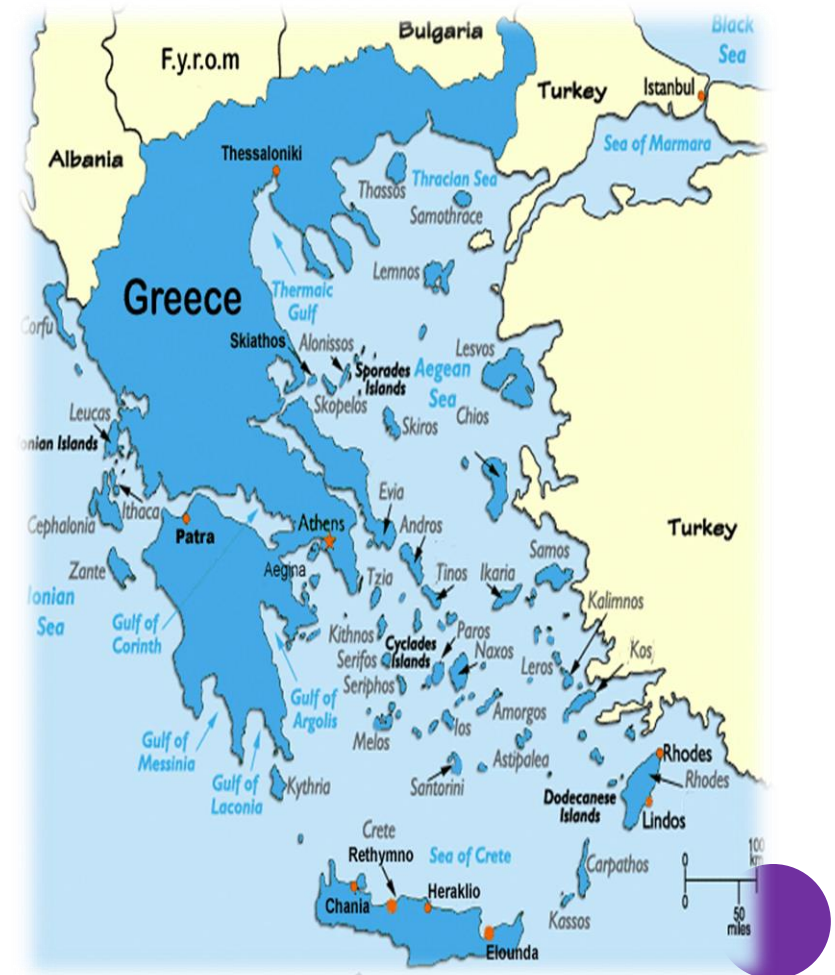 Black
Sea
Bulgaria
F.y.r.o.m
Turkey
Istanbul
Albania
Sea of Marmara
Thessaloniki
Thassos
Thracian Sea
Samothrace
Lemnos
Greece
Thermaic
Gulf
Corfu
Skiathos
Alonissos
Sporades
Islands
Aegean
Sea
Lesvos
Skopelos
Skiros
Chios
Leucas
onian Islands
Ithaca
Cephalonia
Patra
Evia
Athens
Andros
Turkey
Aegina
Zante
Tzia
Tinos
Ikaria
Samos
Kalimnos
Ionian
Sea
Gulf of
Corinth
Kithnos
Cyclades
Islands
Paros
Naxos
Serifos
Seriphos
Leros
Kos
Gulf of
Argolis
Amorgos
Ios
Melos
Gulf of
Messinia
Astipalea
Rhodes
Rhodes
Gulf of
Laconia
Kythria
Santorini
Dodecanese
Islands
Lindos
Crete
Rethymno
Sea of Crete
Carpathos
Chania
Heraklio
Kassos
Elounda
0
100
km
0
50
miles